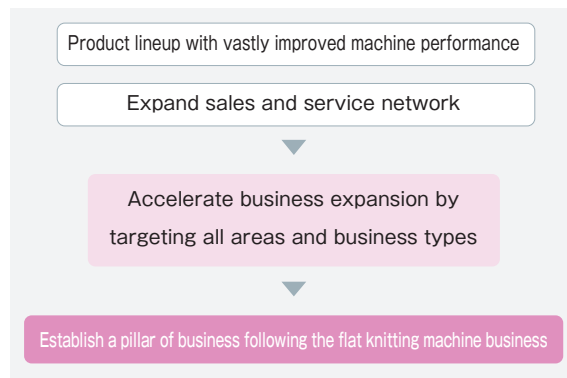 Product lineup with vastly improved machine performance
Expand sales and service network
Accelerate business expansion by
targeting all areas and business types
Establish a pillar of business following the flat knitting machine business